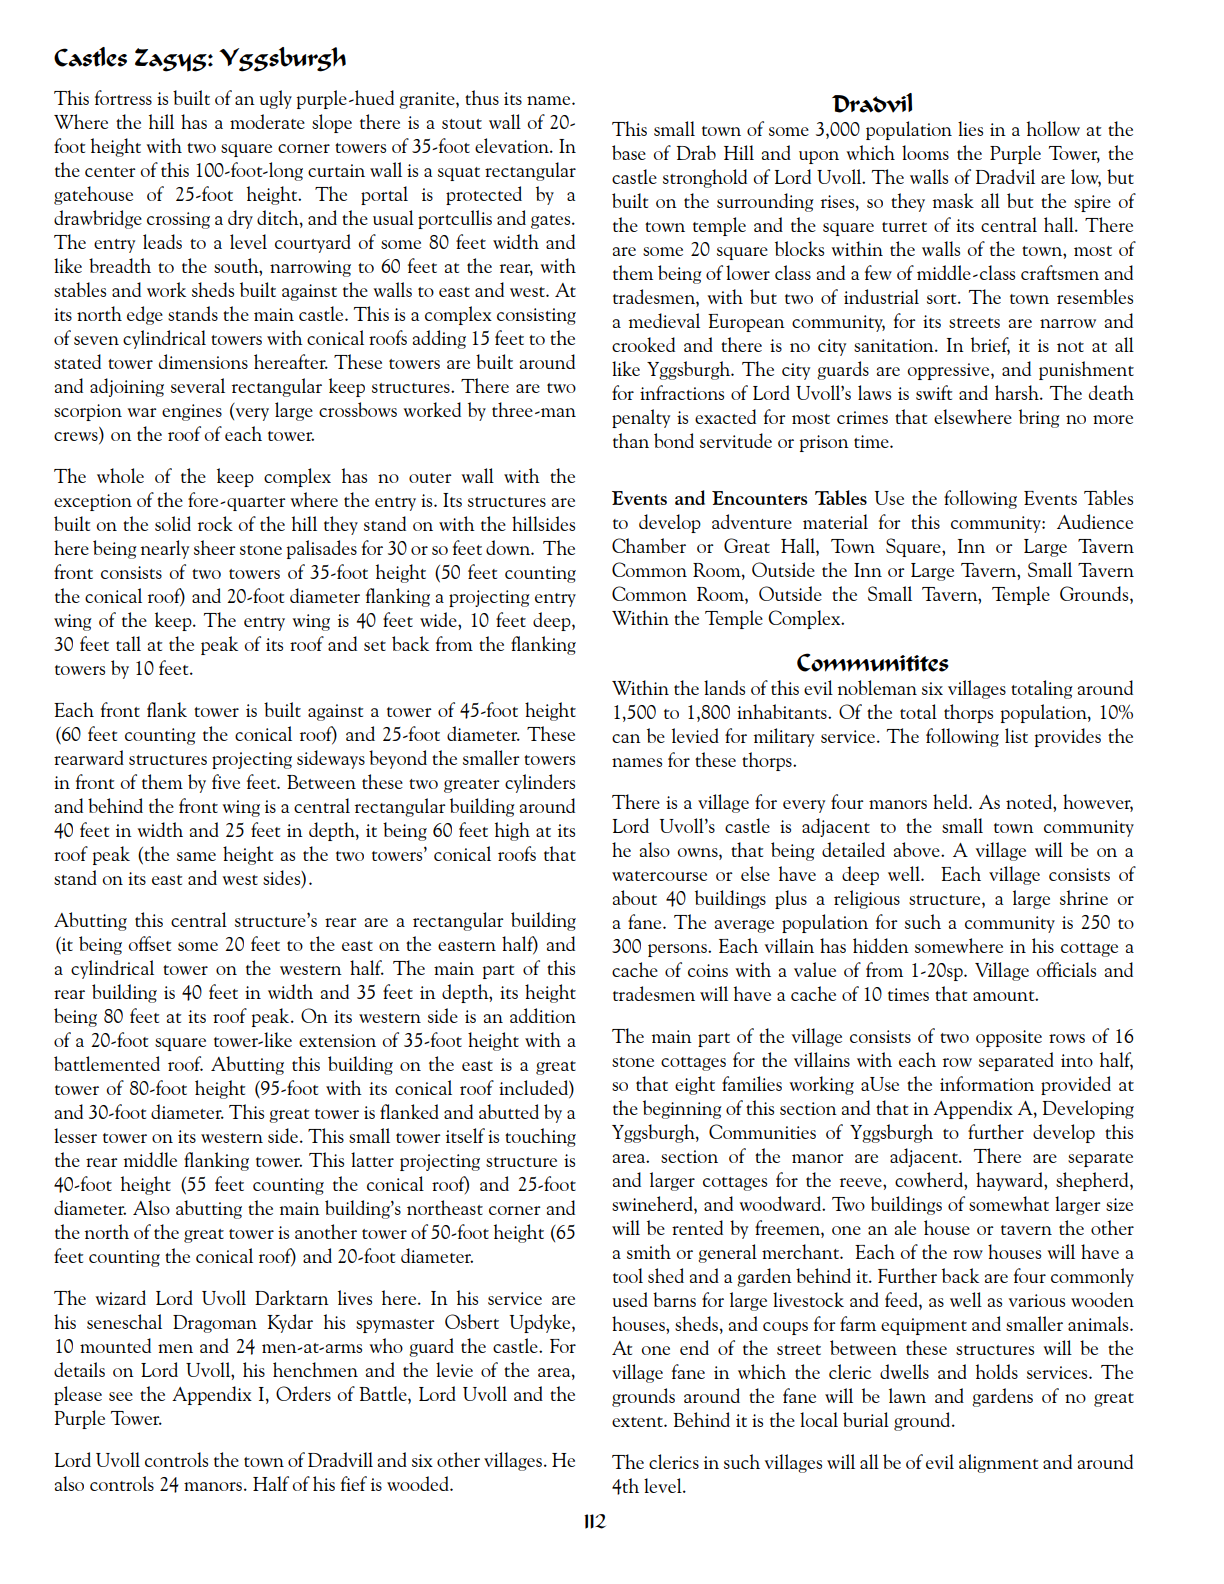 Castles Zagyg: Yggsburgh
This fortress is built of an ugly purple-hued granite, thus its name.
Where the hill has a moderate slope there is a stout wall of 20-
foot height with two square corner towers of 35-foot elevation. In
the center of this 100-foot-long curtain wall is a squat rectangular
gatehouse of 25-foot height. The portal is protected by a
drawbridge crossing a dry ditch, and the usual portcullis and gates.
The entry leads to a level courtyard of some 80 feet width and
like breadth to the south, narrowing to 60 feet at the rear, with
stables and work sheds built against the walls to east and west. At
its north edge stands the main castle. This is a complex consisting
of seven cylindrical towers with conical roofs adding 15 feet to the
stated tower dimensions hereafter. These towers are built around
and adjoining several rectangular keep structures. There are two
scorpion war engines (very large crossbows worked by three-man
crews) on the roof of each tower.
The whole of the keep complex has no outer wall with the
exception of the fore-quarter where the entry is. Its structures are
built on the solid rock of the hill they stand on with the hillsides
here being nearly sheer stone palisades for 30 or so feet down. The
front consists of two towers of 35-foot height (50 feet counting
the conical roof) and 20-foot diameter flanking a projecting entry
wing of the keep. The entry wing is 40 feet wide, 10 feet deep,
30 feet tall at the peak of its roof and set back from the flanking
towers by 10 feet.
Each front flank tower is built against a tower of 45-foot height
(60 feet counting the conical roof) and 25-foot diameter. These
rearward structures projecting sideways beyond the smaller towers
in front of them by five feet. Between these two greater cylinders
and behind the front wing is a central rectangular building around
40 feet in width and 25 feet in depth, it being 60 feet high at its
roof peak (the same height as the two towers' conical roofs that
stand on its east and west sides).
Abutting this central structure's rear are a rectangular building
(it being offset some 20 feet to the east on the eastern half) and
a cylindrical tower on the western half. The main part of this
rear building is 40 feet in width and 35 feet in depth, its height
being 80 feet at its roof peak. On its western side is an addition
of a 20-foot square tower-like extension of 35-foot height with a
battlemented roof. Abutting this building on the east is a great
tower of 80-foot height (95-foot with its conical roof included)
and 30-foot diameter. This great tower is flanked and abutted by a
lesser tower on its western side. This small tower itself is touching
the rear middle flanking tower. This latter projecting structure is
40-foot height (55 feet counting the conical roof) and 25-foot
diameter. Also abutting the main building's northeast corner and
the north of the great tower is another tower of 50-foot height (65
feet counting the conical roof) and 20-foot diameter.
The wizard Lord Uvoll Darktarn lives here. In his service are
his seneschal Dragoman Kydar his spymaster Osbert Updyke,
10 mounted men and 24 men-at-arms who guard the castle. For
details on Lord Uvoll, his henchmen and the levie of the area,
please see the Appendix I, Orders of Battle, Lord Uvoll and the
Purple Tower.
Lord Uvoll controls the town of Dradvill and six other villages. He
also controls 24 manors. Half of his fief is wooded.
Dradvil
This small town of some 3,000 population lies in a hollow at the
base of Drab Hill and upon which looms the Purple Tower, the
castle stronghold of Lord Uvoll. The walls of Dradvil are low, but
built on the surrounding rises, so they mask all but the spire of
the town temple and the square turret of its central hall. There
are some 20 square blocks within the walls of the town, most of
them being of lower class and a few of middle-class craftsmen and
tradesmen, with but two of industrial sort. The town resembles
a medieval European community, for its streets are narrow and
crooked and there is no city sanitation. In brief, it is not at all
like Yggsburgh. The city guards are oppressive, and punishment
for infractions of Lord Uvoll's laws is swift and harsh. The death
penalty is exacted for most crimes that elsewhere bring no more
than bond servitude or prison time.
Events and Encounters Tables Use the following Events Tables
to develop adventure material for this community: Audience
Chamber or Great Hall, Town Square, Inn or Large Tavern
Common Room, Outside the Inn or Large Tavern, Small Tavern
Common Room, Outside the Small Tavern, Temple Grounds,
Within the Temple Complex.
Communitites
Within the lands of this evil nobleman six villages totaling around
1,500 to 1,800 inhabitants. Of the total thorps population, 10%
can be levied for military service. The following list provides the
names for these thorps.
There is a village for every four manors held. As noted, however,
Lord Uvoll's castle is adjacent to the small town community
he also owns, that being detailed above. A village will be on a
watercourse or else have a deep well. Each village consists of
about 40 buildings plus a religious structure, a large shrine or
a fane. The average population for such a community is 250 to
300 persons. Each villain has hidden somewhere in his cottage a
cache of coins with a value of from 1-20sp. Village officials and
tradesmen will have a cache of 10 times that amount.
The main part of the village consists of two opposite rows of 16
stone cottages for the villains with each row separated into half,
so that eight families working aUse the information provided at
the beginning of this section and that in Appendix A, Developing
Yggsburgh, Communities of Yggsburgh to further develop this
area. section of the manor are adjacent. There are separate
and larger cottages for the reeve, cowherd, hayward, shepherd,
swineherd, and woodward. Two buildings of somewhat larger size
will be rented by freemen, one an ale house or tavern the other
a smith or general merchant. Each of the row houses will have a
tool shed and a garden behind it. Further back are four commonly
used barns for large livestock and feed, as well as various wooden
houses, sheds, and coups for farm equipment and smaller animals.
At one end of the street between these structures will be the
village fane in which the cleric dwells and holds services. The
grounds around the fane will be lawn and gardens of no great
extent. Behind it is the local burial ground.
The clerics in such villages will all be of evil alignment and around
4th level.
112